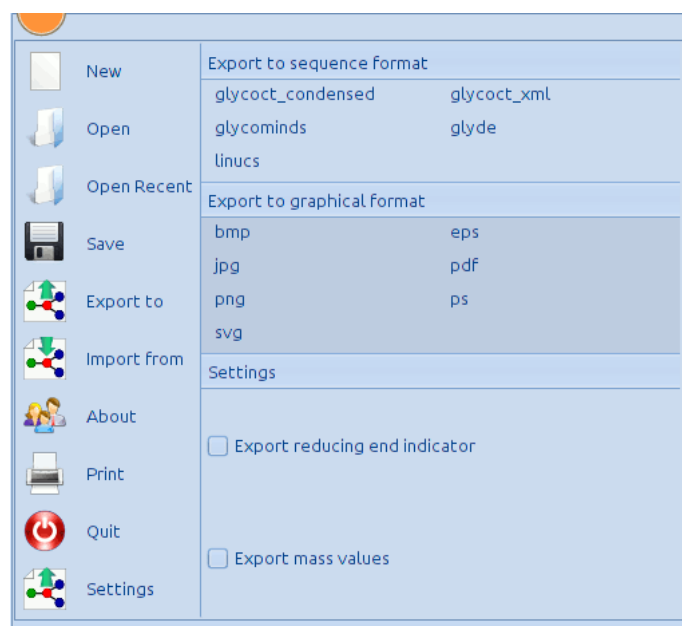 New
Open
Open Recent
Save
Export to
Import from
About
Print
Quit
Settings
Export to sequence format
glycoct_condensed glycoct_xml
glycominds glyde
linucs
Export to graphical format
bmp eps
jpg pdf
png ps
svg
Settings
Export reducing end indicator
Export mass values